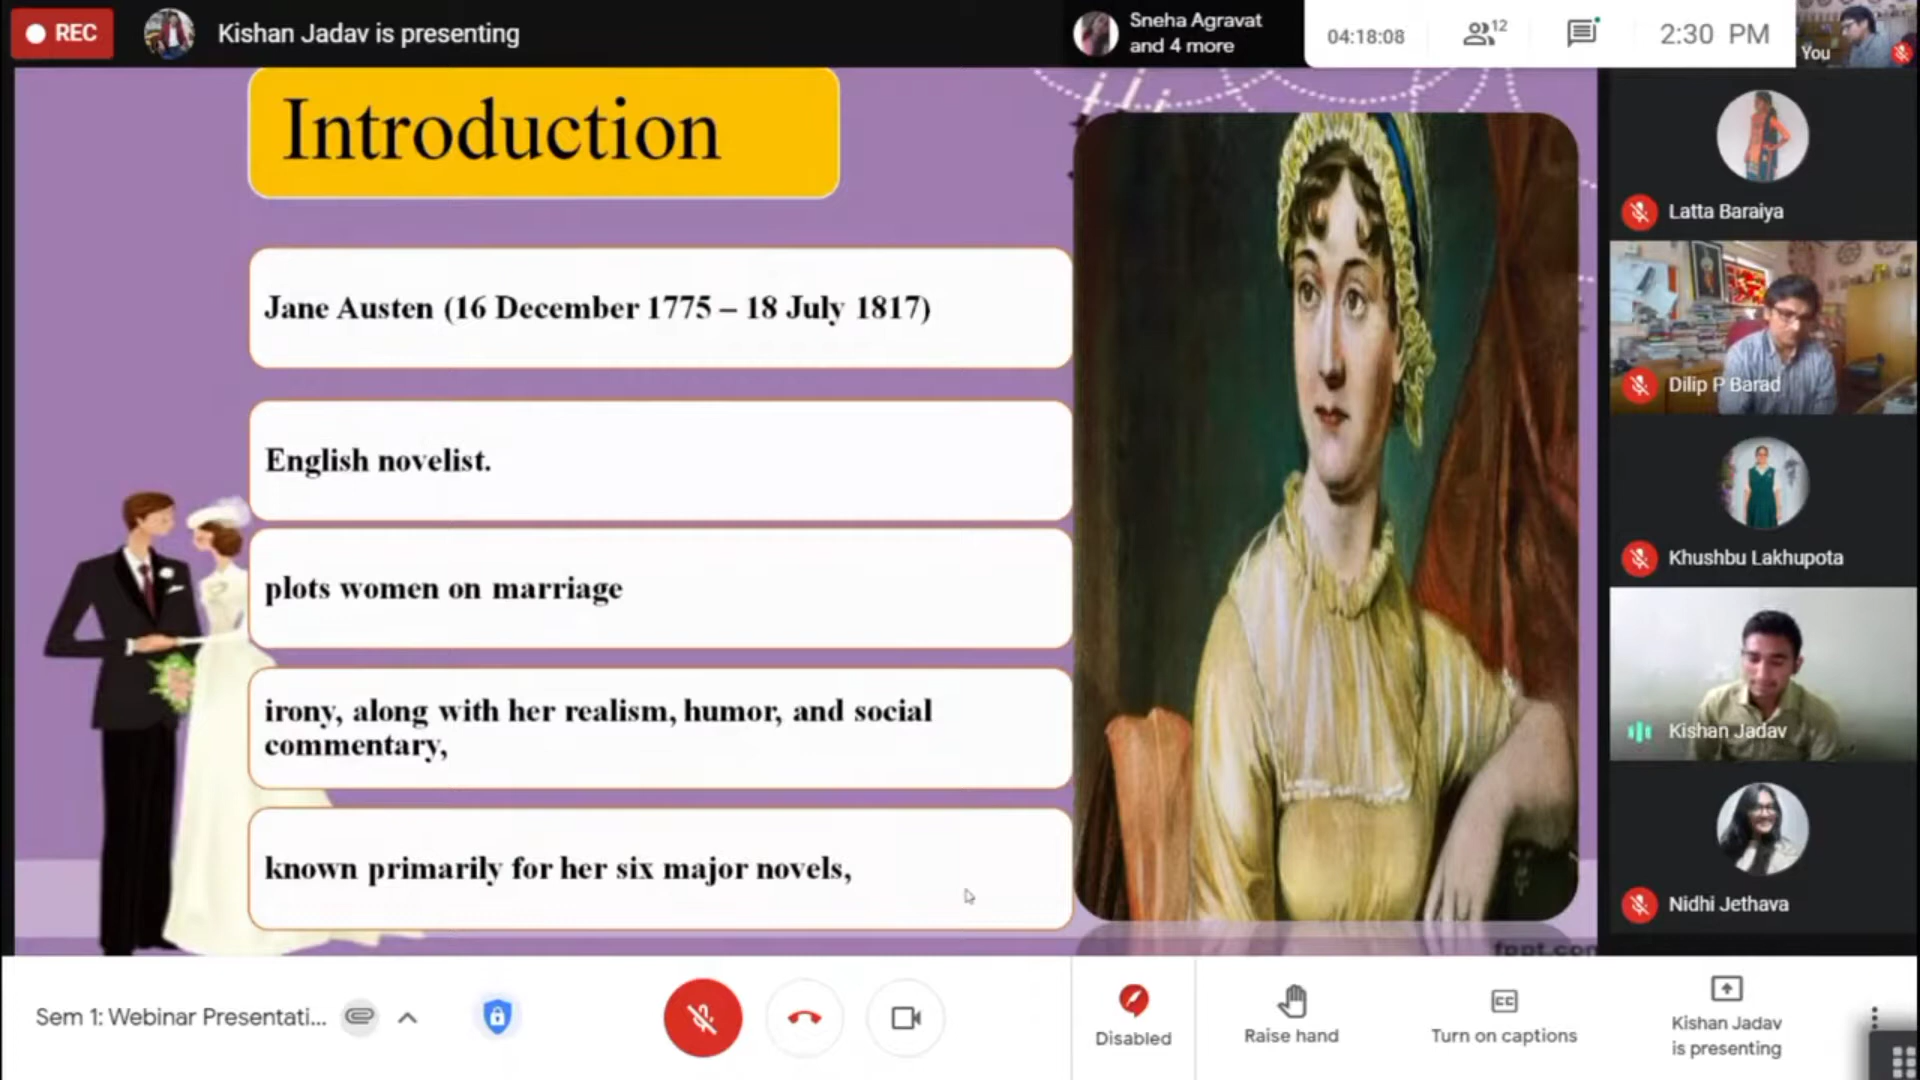 REC
Kishan Jadav is presenting
Sneha Agravat
and 4 more
04:18:08
12
2:30 PM
You
Introduction
Jane Austen (16 December 1775 – 18 July 1817)
English novelist.
plots women on marriage
irony, along with her realism, humor, and social
commentary,
known primarily for her six major novels,
fppt.com
Latta Baraiya
Dilip P Barad
Khushbu Lakhupota
Kishan Jadav
Nidhi Jethava
Sem 1: Webinar Presentati...
Disabled
Raise hand
CC
Turn on captions
Kishan Jadav
is presenting